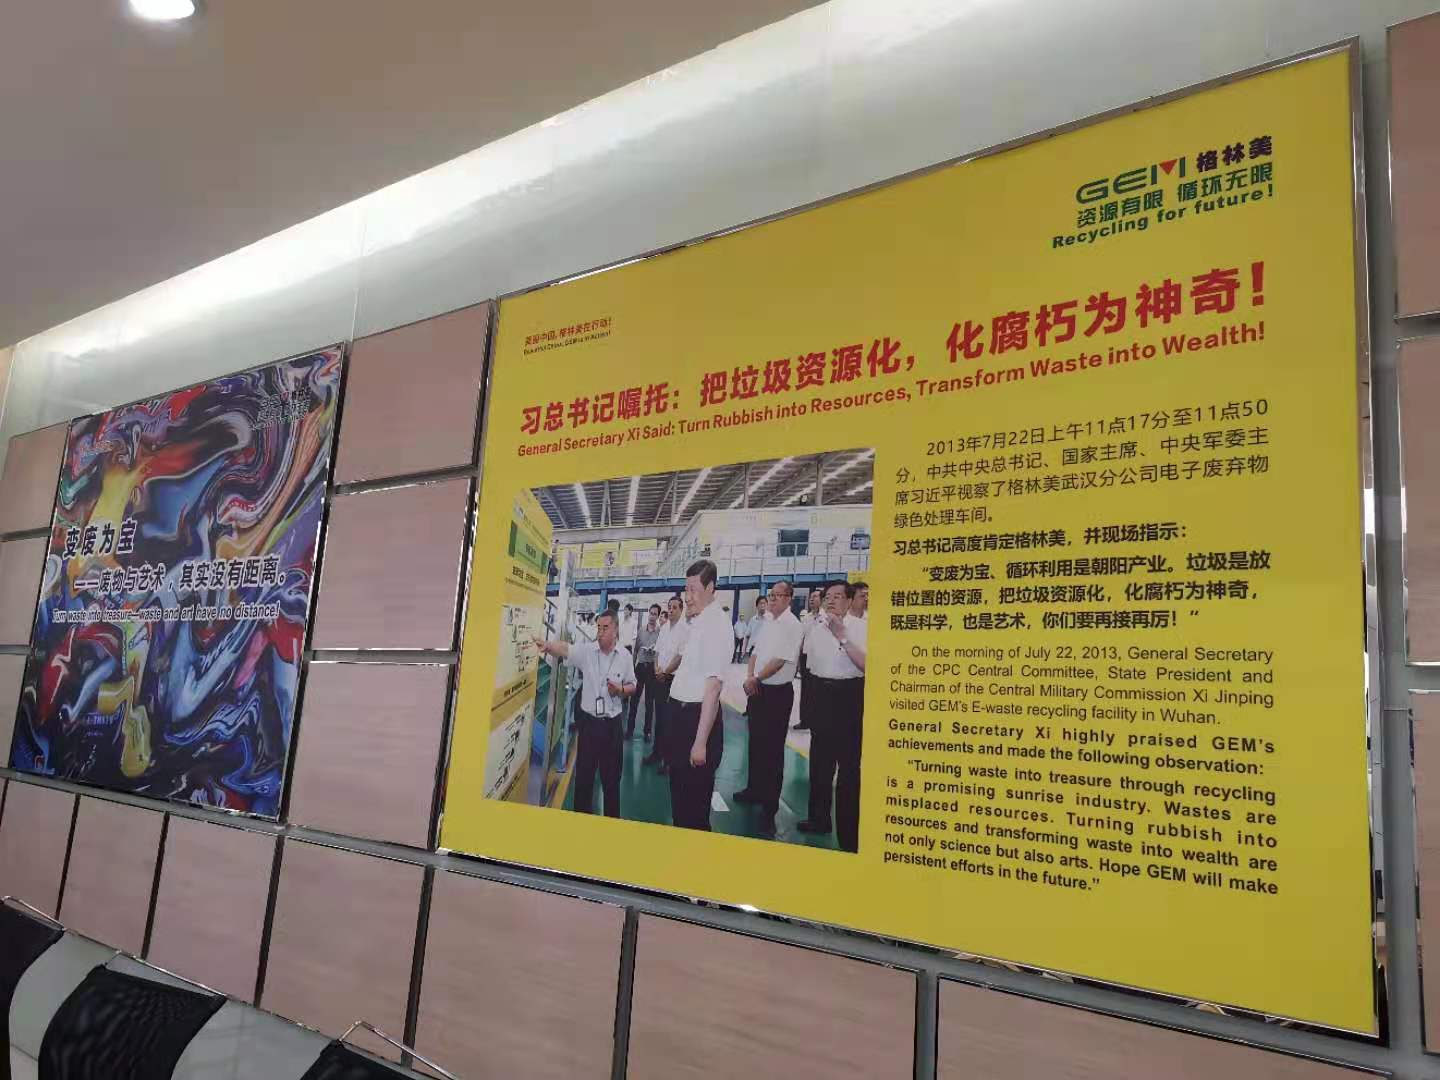 变废为宝
——废物与艺术，其实没有距离。
Turn waste into treasure—waste and art have no distance!
GEM 格林美
资源有限 循环无限
Recycling for future!
美丽中国，格林美在行动！
Beautiful China, GEM is in Action!
习总书记嘱托：把垃圾资源化，化腐朽为神奇！
General Secretary Xi Said: Turn Rubbish into Resources, Transform Waste into Wealth!
2013年7月22日上午11点17分至11点50
分，中共中央总书记、国家主席、中央军委主
席习近平视察了格林美武汉分公司电子废弃物
绿色处理车间。
习总书记高度肯定格林美，并现场指示：
“变废为宝、循环利用是朝阳产业。垃圾是放
错位置的资源，把垃圾资源化，化腐朽为神奇，
既是科学，也是艺术，你们要再接再厉！“
On the morning of July 22, 2013, General Secretary
of the CPC Central Committee, State President and
Chairman of the Central Military Commission Xi Jinping
visited GEM's E-waste recycling facility in Wuhan.
General Secretary Xi highly praised GEM's
achievements and made the following observation:
“Turning waste into treasure through recycling
is a promising sunrise industry. Wastes are
misplaced resources. Turning rubbish into
resources and transforming waste into wealth are
not only science but also arts. Hope GEM will make
persistent efforts in the future.”